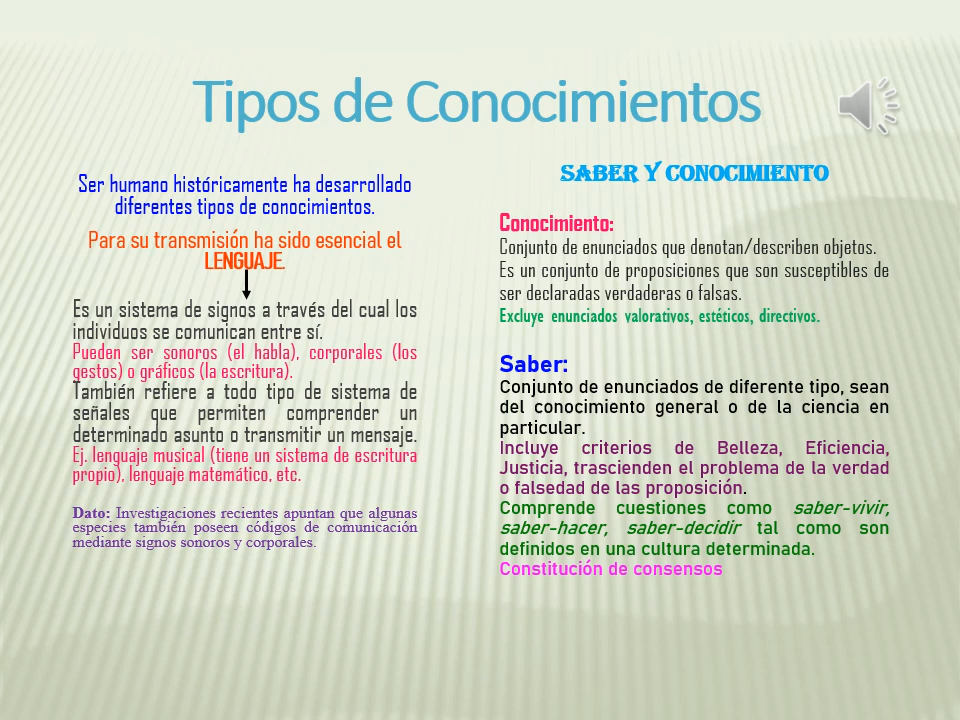 Tipos de Conocimientos
Ser humano históricamente ha desarrollado
diferentes tipos de conocimientos.
Para su transmisión ha sido esencial el
LENGUAJE.
Es un sistema de signos a través del cual los
individuos se comunican entre sí.
Pueden ser sonoros (el habla), corporales (los
gestos) o gráficos (la escritura).
También refiere a todo tipo de sistema de
señales que permiten comprender un
determinado asunto o transmitir un mensaje.
Ej. lenguaje musical (tiene un sistema de escritura
propio), lenguaje matemático, etc.
Dato: Investigaciones recientes apuntan que algunas
especies también poseen códigos de comunicación
mediante signos sonoros y corporales.
SABER Y CONOCIMIENTO
Conocimiento:
Conjunto de enunciados que denotan/describen objetos.
Es un conjunto de proposiciones que son susceptibles de
ser declaradas verdaderas o falsas.
Excluye enunciados valorativos, estéticos, directivos.
Saber:
Conjunto de enunciados de diferente tipo, sean
del conocimiento general o de la ciencia en
particular.
Incluye criterios de Belleza, Eficiencia,
Justicia, trascienden el problema de la verdad
o falsedad de las proposición.
Comprende cuestiones como saber-vivir,
saber-hacer, saber-decidir tal como son
definidos en una cultura determinada.
Constitución de consensos